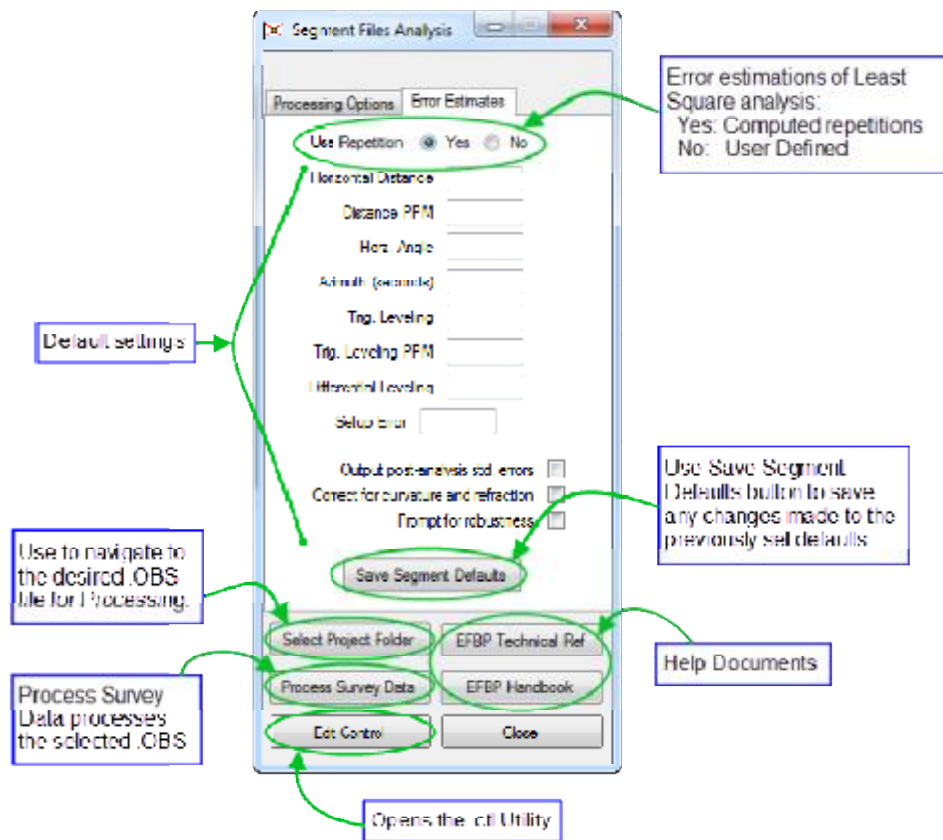 Segment Files Analysis
Processing Options
Error Estimates
Use Repetition
Yes
No
Horizontal Distance
Distance PPM
Horz. Angle
Azimuth (seconds)
Trig. Leveling
Trig. Leveling PPM
Differential Leveling
Setup Error
Output post-analysis std. errors
Correct for curvature and refraction
Prompt for robustness
Save Segment Defaults
Select Project Folder
EFBP Technical Ref
Process Survey Data
EFBP Handbook
Edit Control
Close
Error estimations of Least
Square analysis:
Yes: Computed repetitions
No: User Defined
Default settings
Use Save Segment
Defaults button to save
any changes made to the
previously set defaults
Use to navigate to
the desired .OBS
file for Processing.
Help Documents
Process Survey
Data processes
the selected .OBS
Opens the .ctl Utility